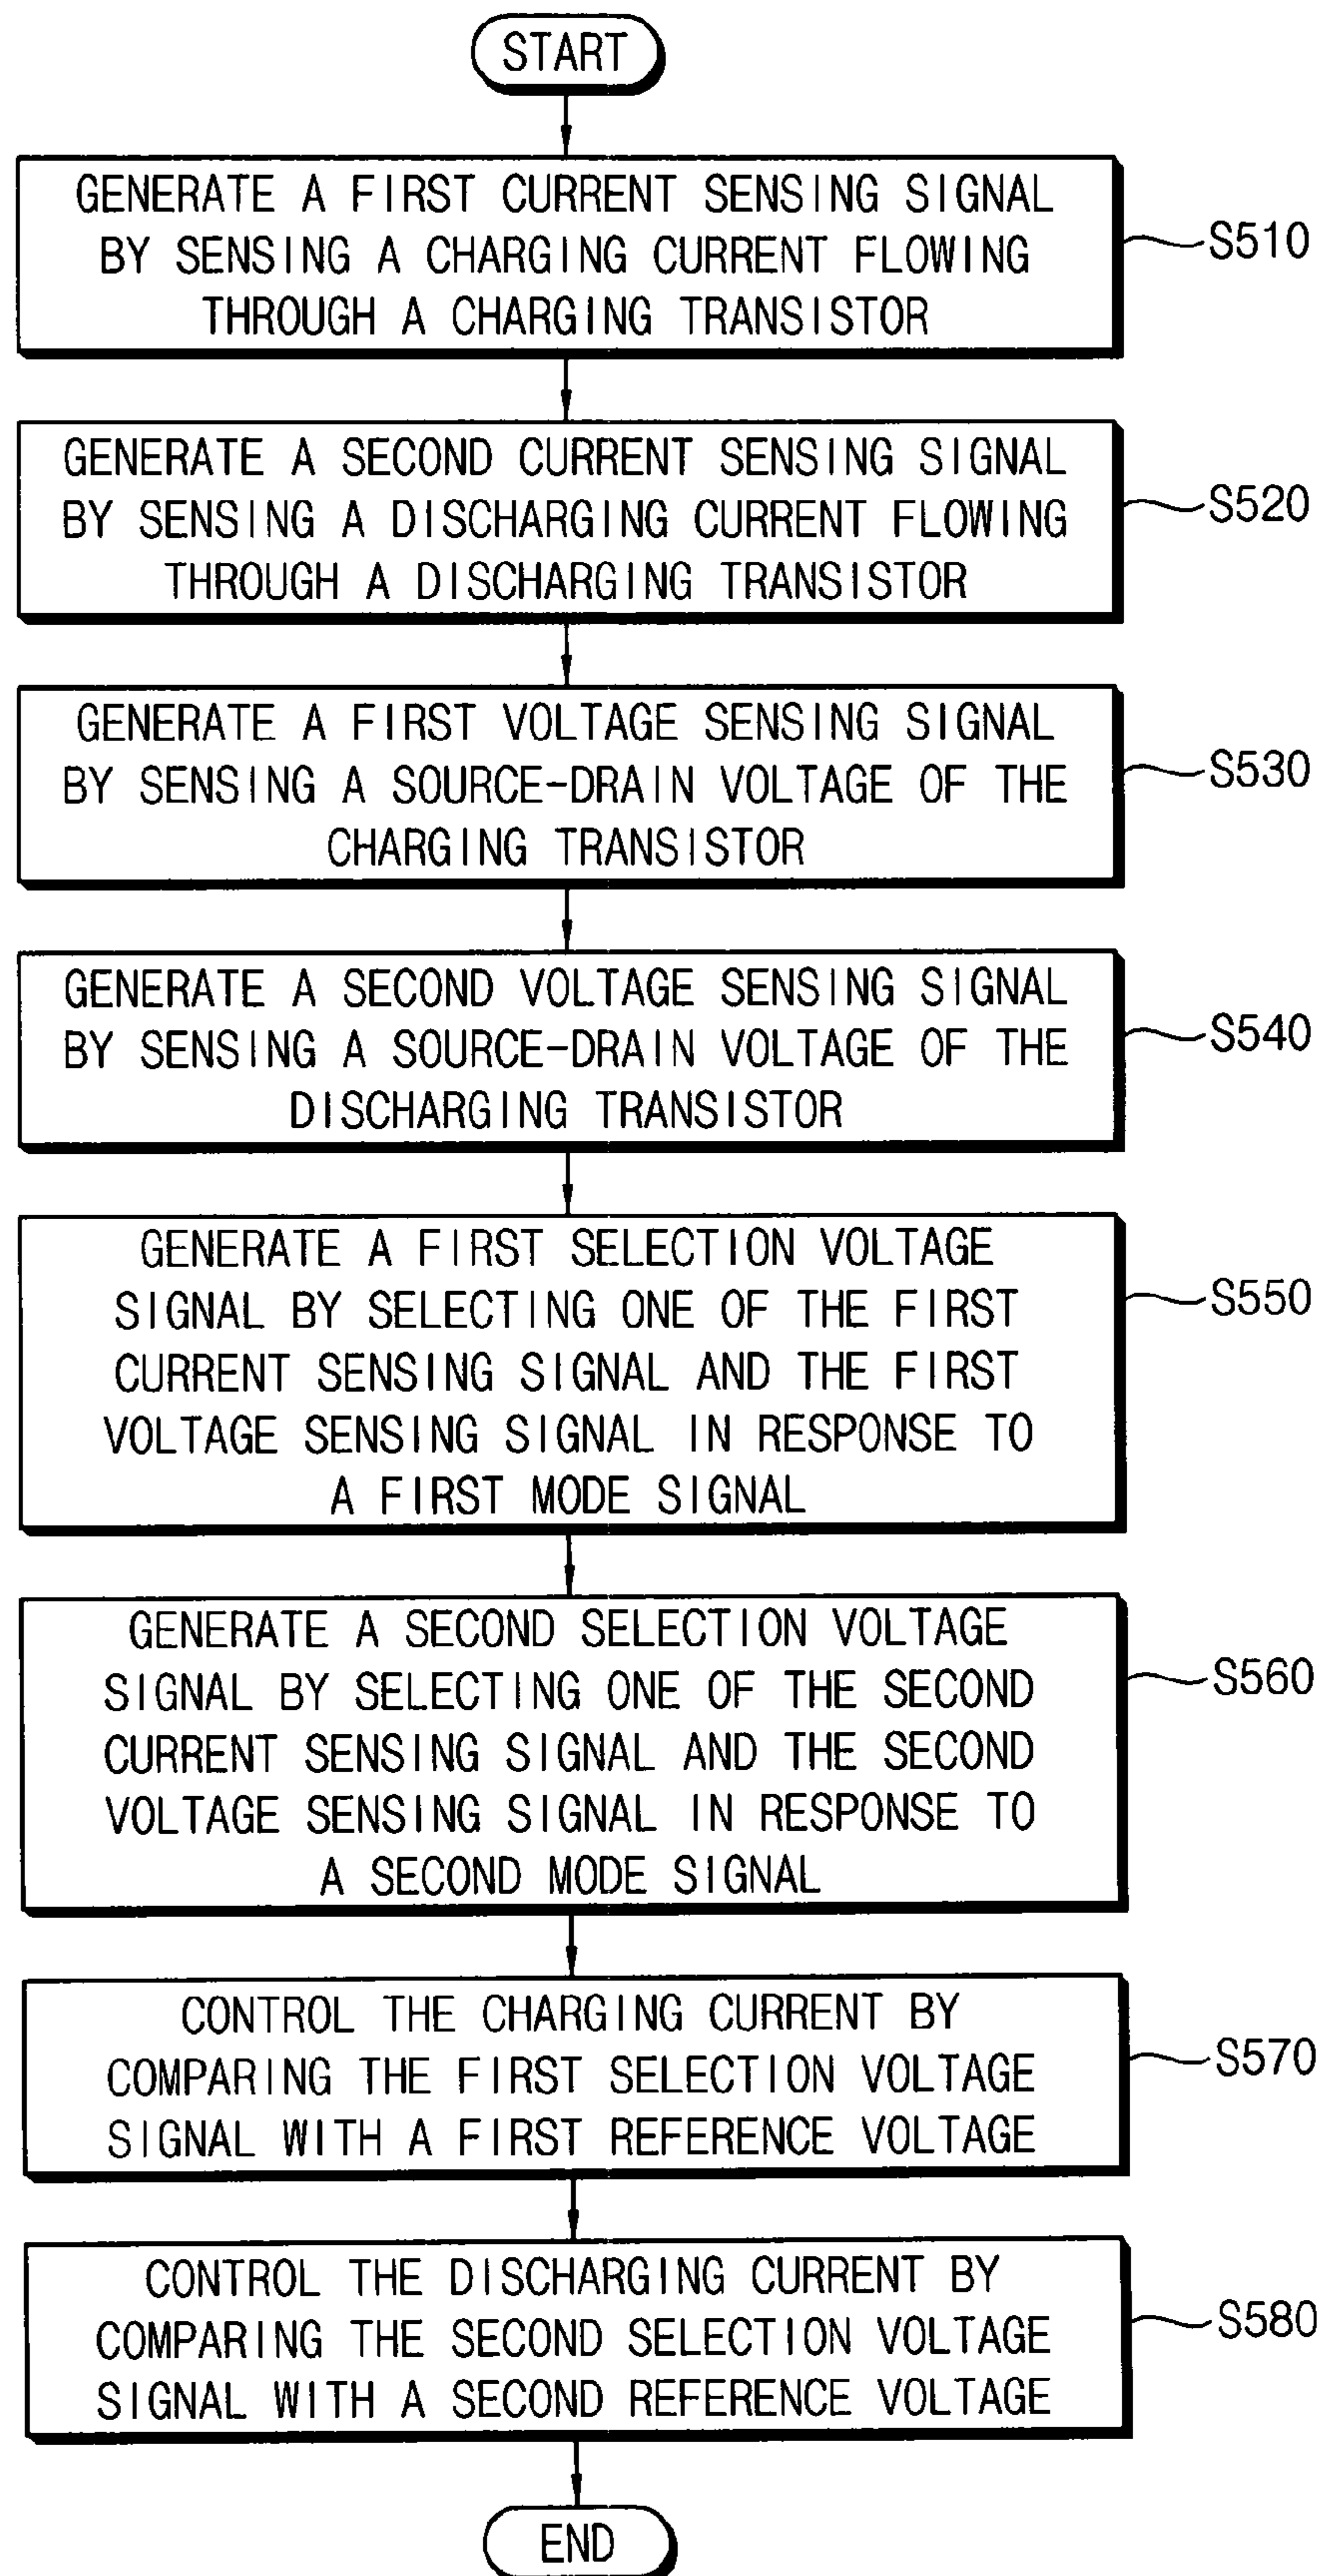 START
GENERATE A FIRST CURRENT SENSING SIGNAL
BY SENSING A CHARGING CURRENT FLOWING
THROUGH A CHARGING TRANSISTOR
S510
GENERATE A SECOND CURRENT SENSING SIGNAL
BY SENSING A DISCHARGING CURRENT FLOWING
THROUGH A DISCHARGING TRANSISTOR
S520
GENERATE A FIRST VOLTAGE SENSING SIGNAL
BY SENSING A SOURCE-DRAIN VOLTAGE OF THE
CHARGING TRANSISTOR
S530
GENERATE A SECOND VOLTAGE SENSING SIGNAL
BY SENSING A SOURCE-DRAIN VOLTAGE OF THE
DISCHARGING TRANSISTOR
S540
GENERATE A FIRST SELECTION VOLTAGE
SIGNAL BY SELECTING ONE OF THE FIRST
CURRENT SENSING SIGNAL AND THE FIRST
VOLTAGE SENSING SIGNAL IN RESPONSE TO
A FIRST MODE SIGNAL
S550
GENERATE A SECOND SELECTION VOLTAGE
SIGNAL BY SELECTING ONE OF THE SECOND
CURRENT SENSING SIGNAL AND THE SECOND
VOLTAGE SENSING SIGNAL IN RESPONSE TO
A SECOND MODE SIGNAL
S560
CONTROL THE CHARGING CURRENT BY
COMPARING THE FIRST SELECTION VOLTAGE
SIGNAL WITH A FIRST REFERENCE VOLTAGE
S570
CONTROL THE DISCHARGING CURRENT BY
COMPARING THE SECOND SELECTION VOLTAGE
SIGNAL WITH A SECOND REFERENCE VOLTAGE
S580
END